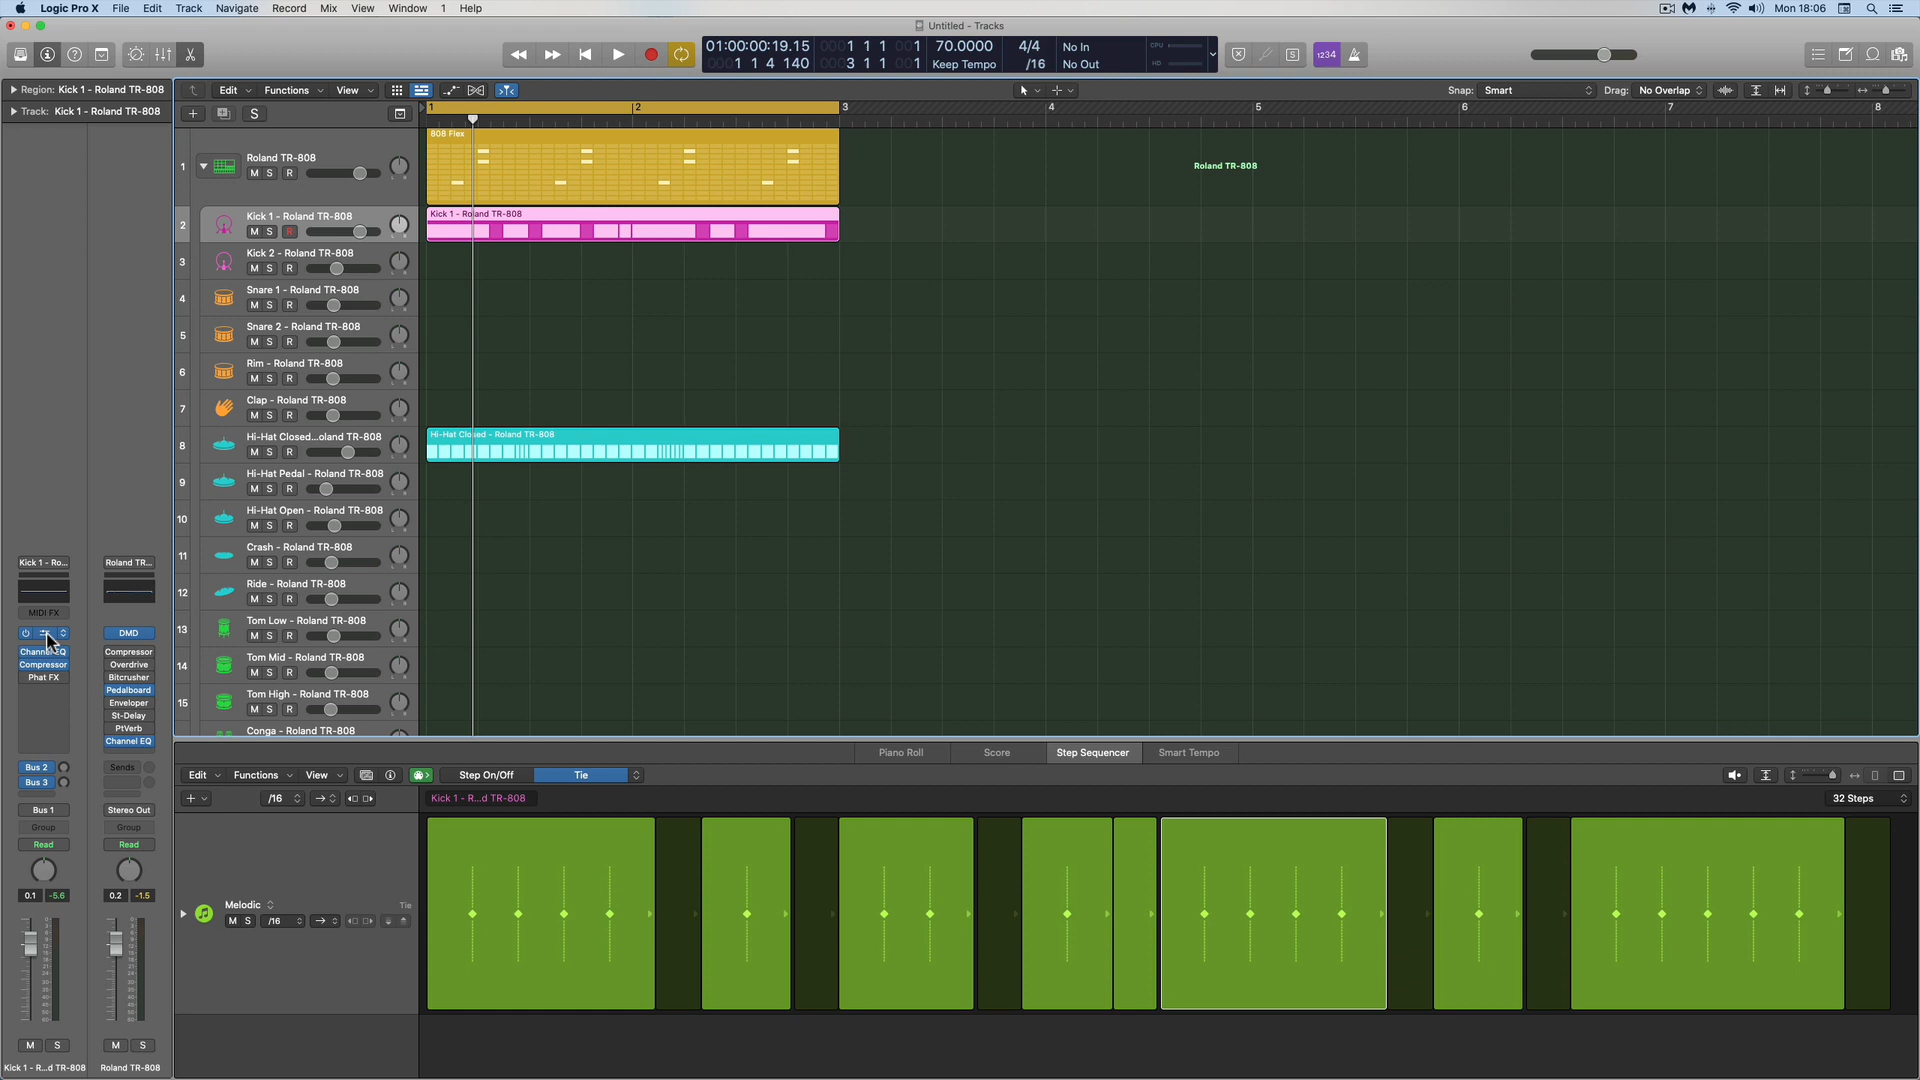 Logic Pro X File Edit Track Navigate Record Mix View Window 1 Help
Mon 18:06
Untitled - Tracks
01:00:00:19.15
1 1 4 140
0001 1 1 001
0003 1 1 001
70.0000
Keep Tempo
4/4
/16
No In
No Out
CPU
HD
1234
Region: Kick 1 - Roland TR-808
Track: Kick 1 - Roland TR-808
Edit Functions View
Snap: Smart
Drag: No Overlap
S
1 2 3 4 5 6 7 8
1 Roland TR-808
M S R
808 Flex
Roland TR-808
2 Kick 1 - Roland TR-808
M S R
Kick 1 - Roland TR-808
3 Kick 2 - Roland TR-808
M S R
4 Snare 1 - Roland TR-808
M S R
5 Snare 2 - Roland TR-808
M S R
6 Rim - Roland TR-808
M S R
7 Clap - Roland TR-808
M S R
8 Hi-Hat Closed...oland TR-808
M S R
Hi-Hat Closed - Roland TR-808
9 Hi-Hat Pedal - Roland TR-808
M S R
10 Hi-Hat Open - Roland TR-808
M S R
11 Crash - Roland TR-808
M S R
12 Ride - Roland TR-808
M S R
13 Tom Low - Roland TR-808
M S R
14 Tom Mid - Roland TR-808
M S R
15 Tom High - Roland TR-808
M S R
Conga - Roland TR-808
Kick 1 - Ro... Roland TR...
MIDI FX
DMD
Channel EQ Compressor
Compressor Overdrive
Phat FX Bitcrusher
Pedalboard
Enveloper
St-Delay
PtVerb
Channel EQ
Bus 2 Sends
Bus 3
Bus 1 Stereo Out
Group Group
Read Read
0.1 -5.6 0.2 -1.5
M S M S
Kick 1 - R...d TR-808 Roland TR-808
Piano Roll Score Step Sequencer Smart Tempo
Edit Functions View Step On/Off Tie
/16 Kick 1 - R...d TR-808 32 Steps
Melodic Tie
M S /16